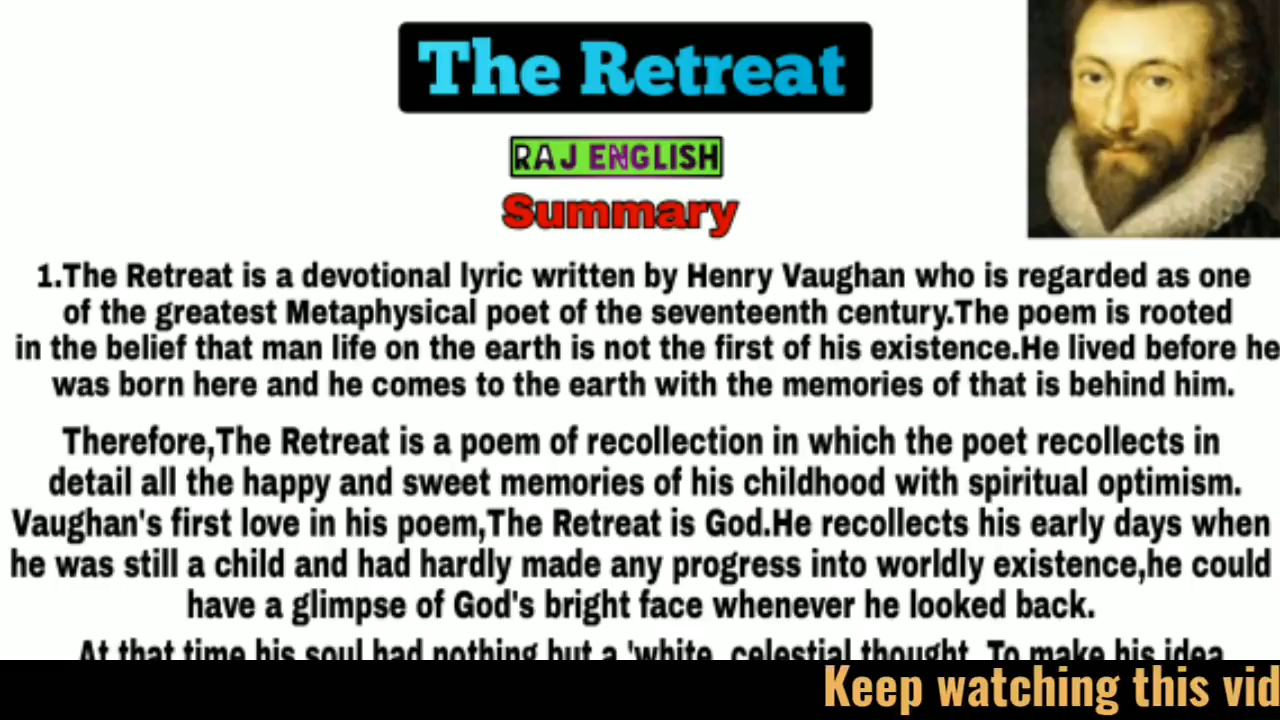 The Retreat
RAJ ENGLISH
Summary
1.The Retreat is a devotional lyric written by Henry Vaughan who is regarded as one
of the greatest Metaphysical poet of the seventeenth century.The poem is rooted
in the belief that man life on the earth is not the first of his existence.He lived before he
was born here and he comes to the earth with the memories of that is behind him.
Therefore,The Retreat is a poem of recollection in which the poet recollects in
detail all the happy and sweet memories of his childhood with spiritual optimism.
Vaughan's first love in his poem,The Retreat is God.He recollects his early days when
he was still a child and had hardly made any progress into worldly existence,he could
have a glimpse of God's bright face whenever he looked back.
At that time his soul had nothing but a 'white, celestial thought. To make his idea
Keep watching this vid